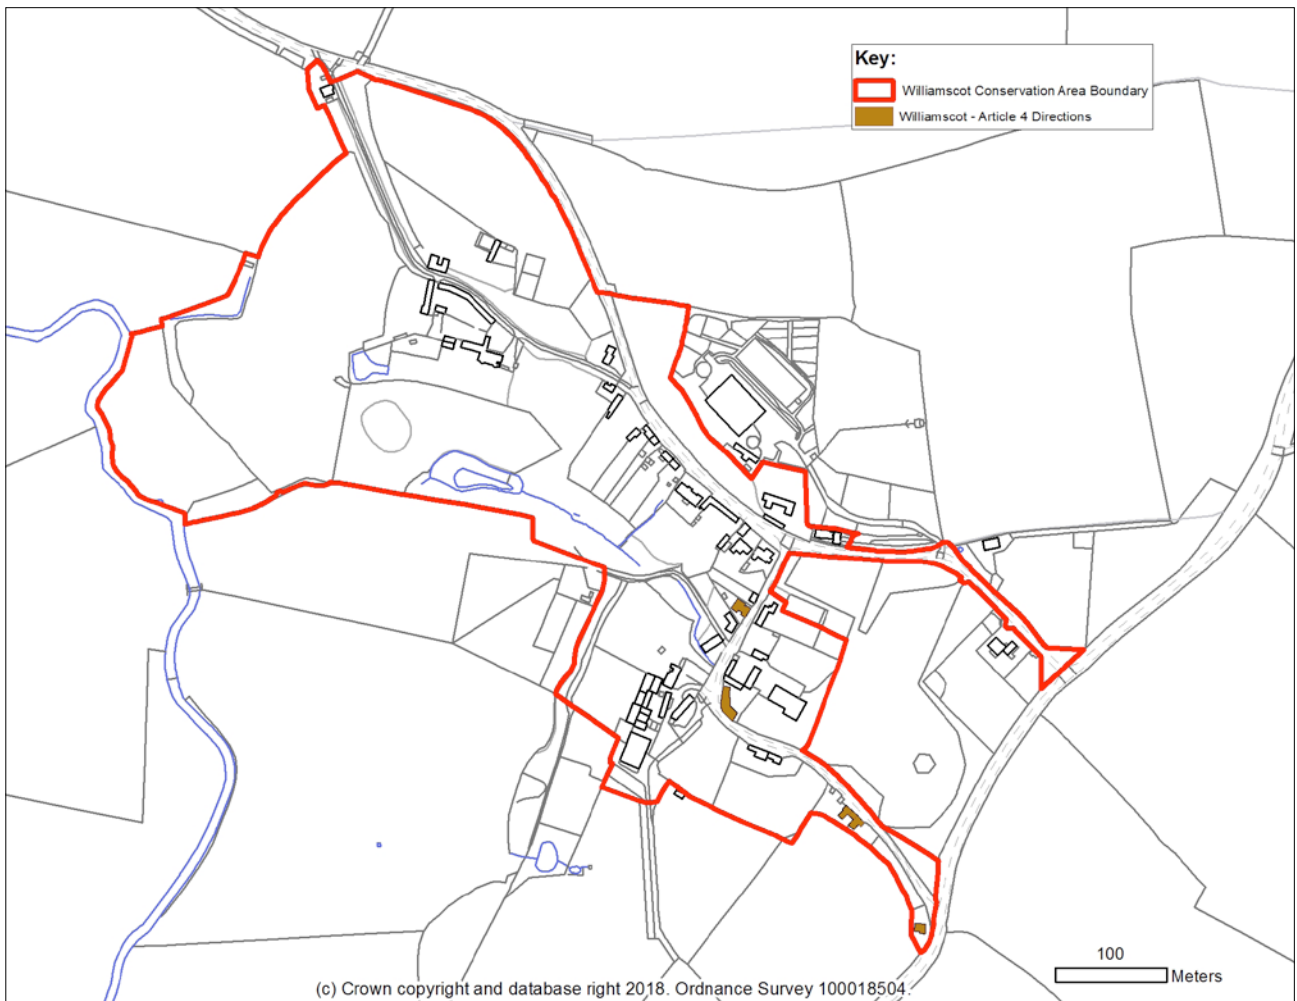 Key:
Williamscot Conservation Area Boundary
Williamscot - Article 4 Directions
100
Meters
(c) Crown copyright and database right 2018. Ordnance Survey 100018504.